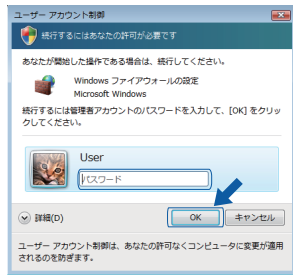 ユーザー アカウント制御
続行するにはあなたの許可が必要です
あなたが開始した操作である場合は、続行してください。
Windows ファイアウォールの設定
Microsoft Windows
続行するには管理者アカウントのパスワードを入力して、[OK] をクリッ
クしてください。
User
パスワード
詳細(D)
OK
キャンセル
ユーザー アカウント制御は、あなたの許可なくコンピュータに変更が適用
されるのを防ぎます。